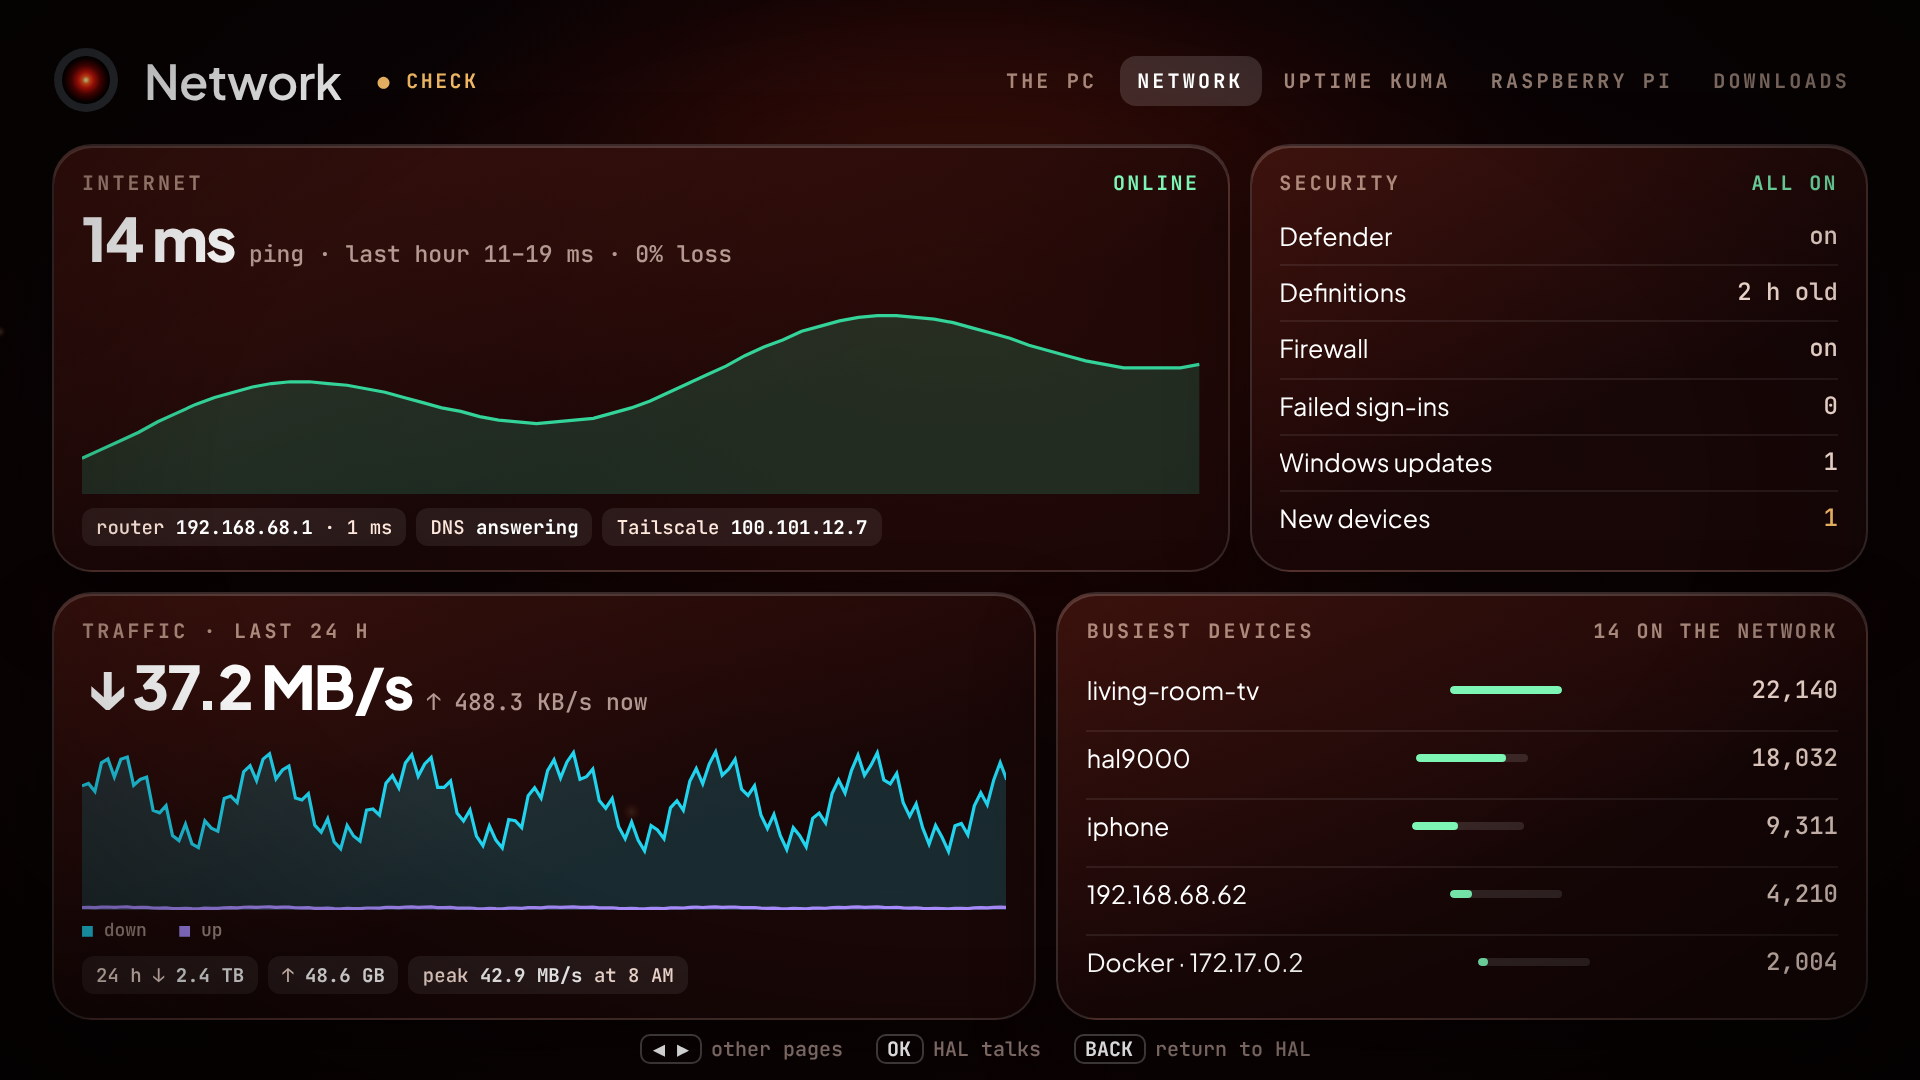 Network
● CHECK
THE PC
NETWORK
UPTIME KUMA
RASPBERRY PI
DOWNLOADS
INTERNET
ONLINE
14 ms ping · last hour 11–19 ms · 0% loss
router 192.168.68.1 · 1 ms
DNS answering
Tailscale 100.101.12.7
SECURITY
ALL ON
Defender on
Definitions 2 h old
Firewall on
Failed sign-ins 0
Windows updates 1
New devices 1
TRAFFIC · LAST 24 H
↓ 37.2 MB/s ↑ 488.3 KB/s now
down
up
24 h ↓ 2.4 TB
↑ 48.6 GB
peak 42.9 MB/s at 8 AM
BUSIEST DEVICES
14 ON THE NETWORK
living-room-tv 22,140
hal9000 18,032
iphone 9,311
192.168.68.62 4,210
Docker · 172.17.0.2 2,004
◀ ▶ other pages
OK HAL talks
BACK return to HAL